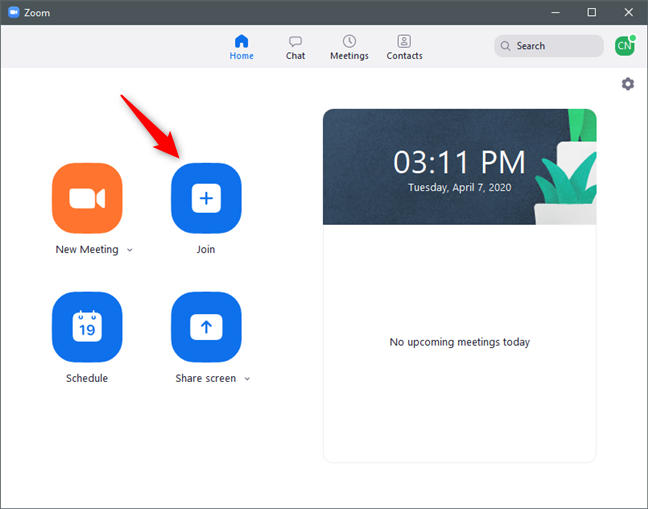 Zoom
Home
Chat
Meetings
Contacts
Search
CN
03:11 PM
Tuesday, April 7, 2020
New Meeting
Join
19
Schedule
Share screen
No upcoming meetings today